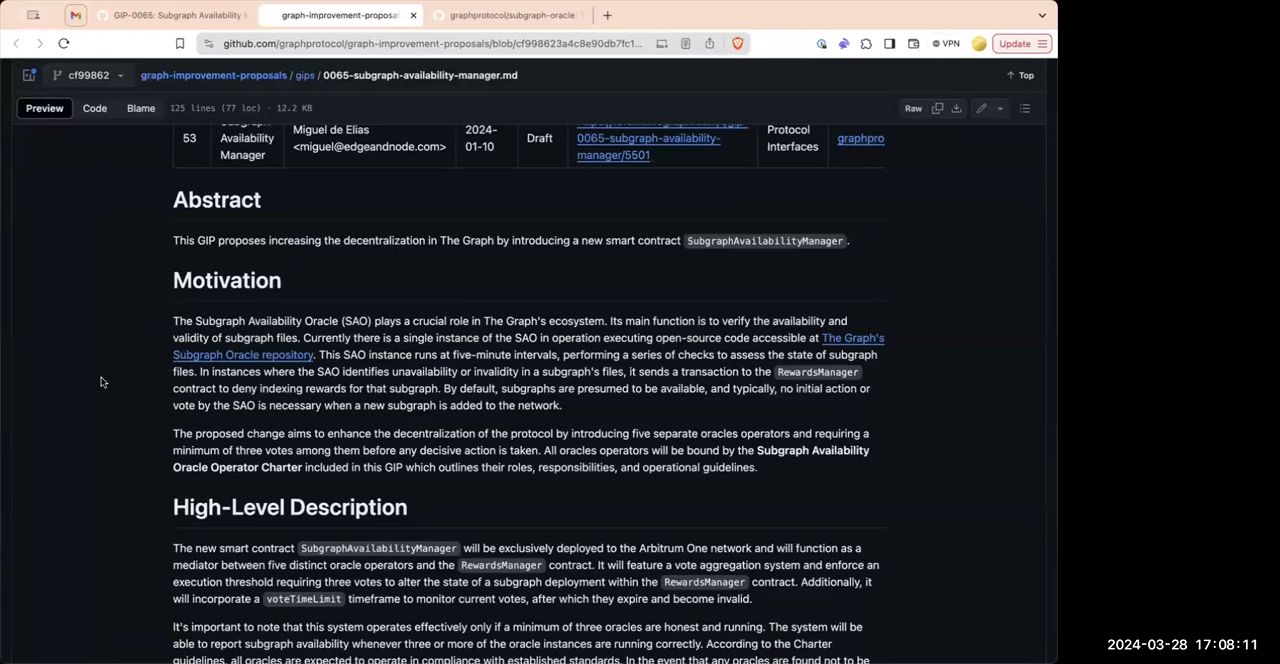 GIP-0065: Subgraph Availability M
graph-improvement-proposal
graphprotocol/subgraph-oracle:
github.com/graphprotocol/graph-improvement-proposals/blob/cf998623a4c8e90db7fc1...
VPN
Update
cf99862
graph-improvement-proposals / gips / 0065-subgraph-availability-manager.md
Top
Preview
Code
Blame
125 lines (77 loc) · 12.2 KB
Raw
53
Availability
Manager
Miguel de Elias
<miguel@edgeandnode.com>
2024-
01-10
Draft
0065-subgraph-availability-
manager/5501
Protocol
Interfaces
graphpro
Abstract
This GIP proposes increasing the decentralization in The Graph by introducing a new smart contract SubgraphAvailabilityManager.
Motivation
The Subgraph Availability Oracle (SAO) plays a crucial role in The Graph's ecosystem. Its main function is to verify the availability and
validity of subgraph files. Currently there is a single instance of the SAO in operation executing open-source code accessible at The Graph's
Subgraph Oracle repository. This SAO instance runs at five-minute intervals, performing a series of checks to assess the state of subgraph
files. In instances where the SAO identifies unavailability or invalidity in a subgraph's files, it sends a transaction to the RewardsManager
contract to deny indexing rewards for that subgraph. By default, subgraphs are presumed to be available, and typically, no initial action or
vote by the SAO is necessary when a new subgraph is added to the network.
The proposed change aims to enhance the decentralization of the protocol by introducing five separate oracles operators and requiring a
minimum of three votes among them before any decisive action is taken. All oracles operators will be bound by the Subgraph Availability
Oracle Operator Charter included in this GIP which outlines their roles, responsibilities, and operational guidelines.
High-Level Description
The new smart contract SubgraphAvailabilityManager will be exclusively deployed to the Arbitrum One network and will function as a
mediator between five distinct oracle operators and the RewardsManager contract. It will feature a vote aggregation system and enforce an
execution threshold requiring three votes to alter the state of a subgraph deployment within the RewardsManager contract. Additionally, it
will incorporate a voteTimeLimit timeframe to monitor current votes, after which they expire and become invalid.
It's important to note that this system operates effectively only if a minimum of three oracles are honest and running. The system will be
able to report subgraph availability whenever three or more of the oracle instances are running correctly. According to the Charter
guidelines, all oracles are expected to operate in compliance with established standards. In the event that any oracles are found not to be
2024-03-28 17:08:11